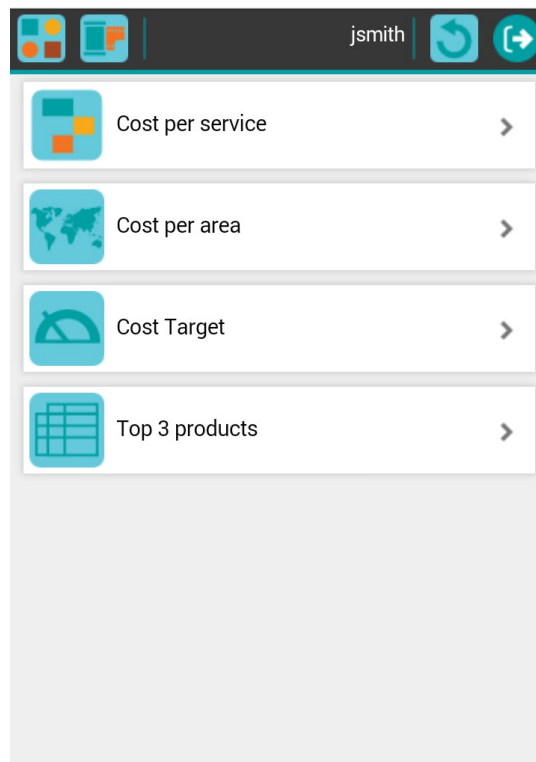 jsmith
Cost per service
Cost per area
Cost Target
Top 3 products